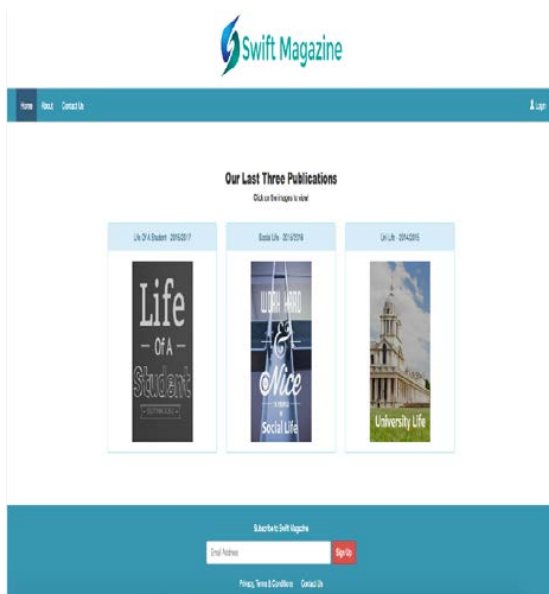 Swift Magazine
Home About Contact Us Login
Our Last Three Publications
Click on the images to view!
Life Of A Student - 2016/2017
Social Life - 2015/2016
Uni Life - 2014/2015
Life
OF A
Student
WORK HARD
&
Nice
Social Life
University Life
Subscribe to Swift Magazine
Email Address Sign Up
Privacy, Terms & Conditions Contact Us